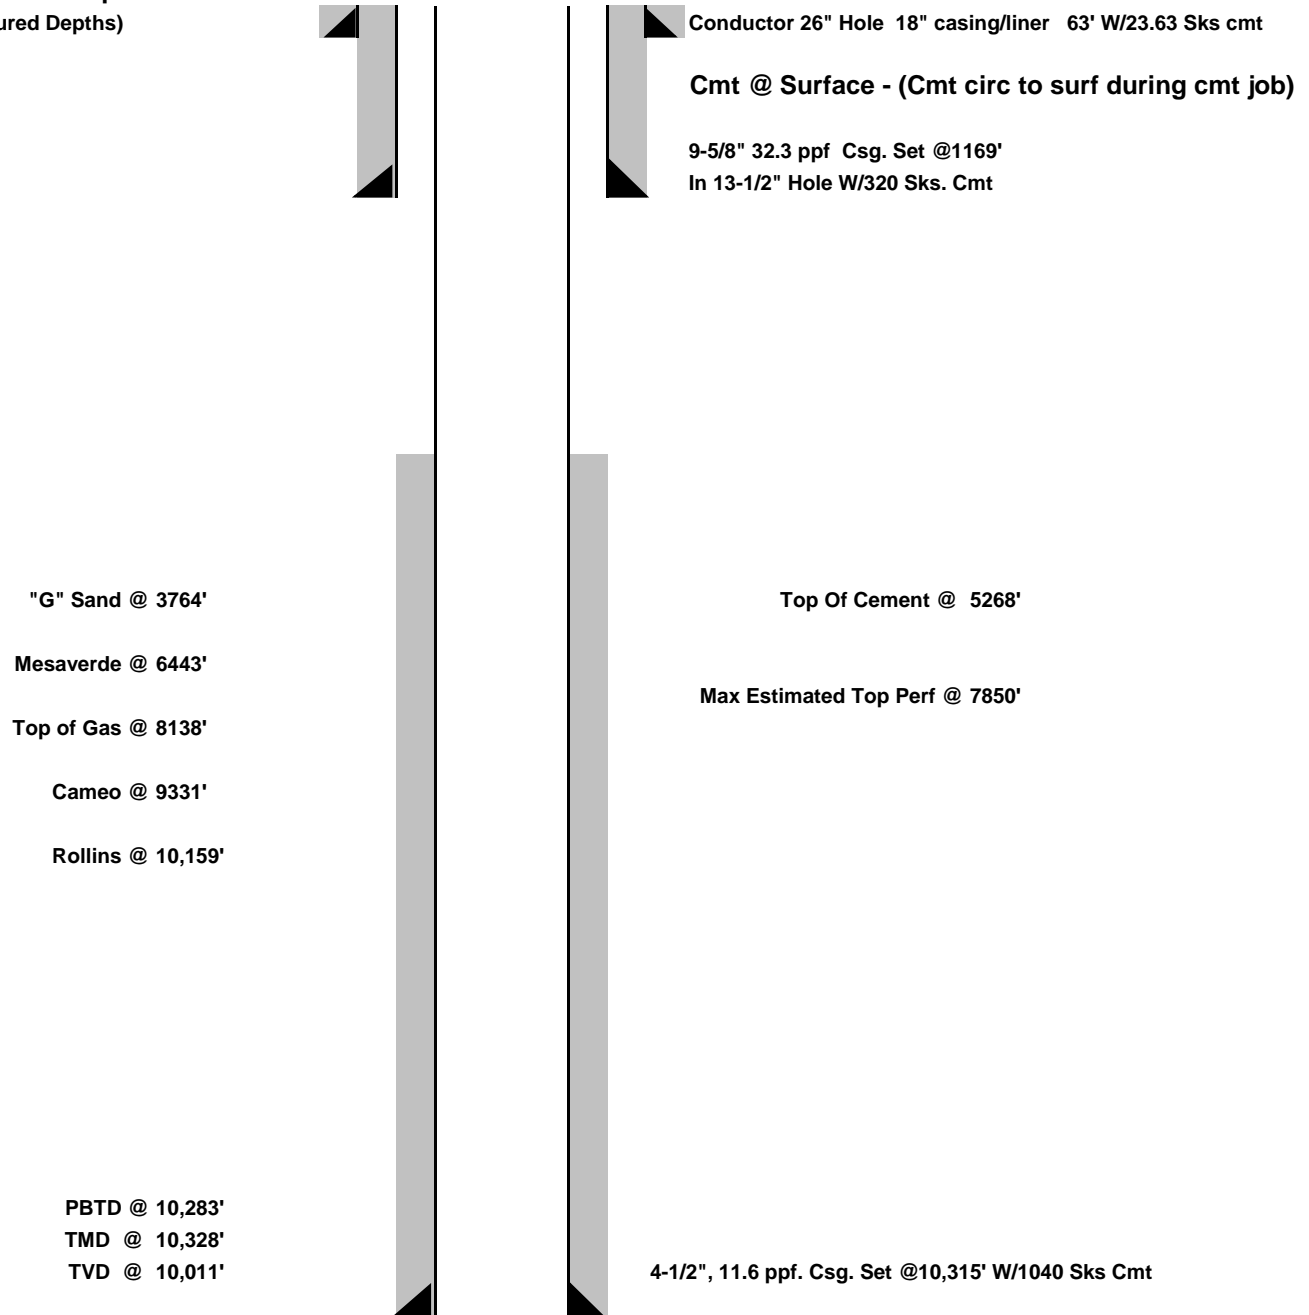 ured Depths)
Conductor 26" Hole 18" casing/liner 63' W/23.63 Sks cmt
Cmt @ Surface - (Cmt circ to surf during cmt job)
9-5/8" 32.3 ppf Csg. Set @1169'
In 13-1/2" Hole W/320 Sks. Cmt
"G" Sand @ 3764'
Top Of Cement @ 5268'
Mesaverde @ 6443'
Max Estimated Top Perf @ 7850'
Top of Gas @ 8138'
Cameo @ 9331'
Rollins @ 10,159'
PBTD @ 10,283'
TMD @ 10,328'
TVD @ 10,011'
4-1/2", 11.6 ppf. Csg. Set @10,315' W/1040 Sks Cmt